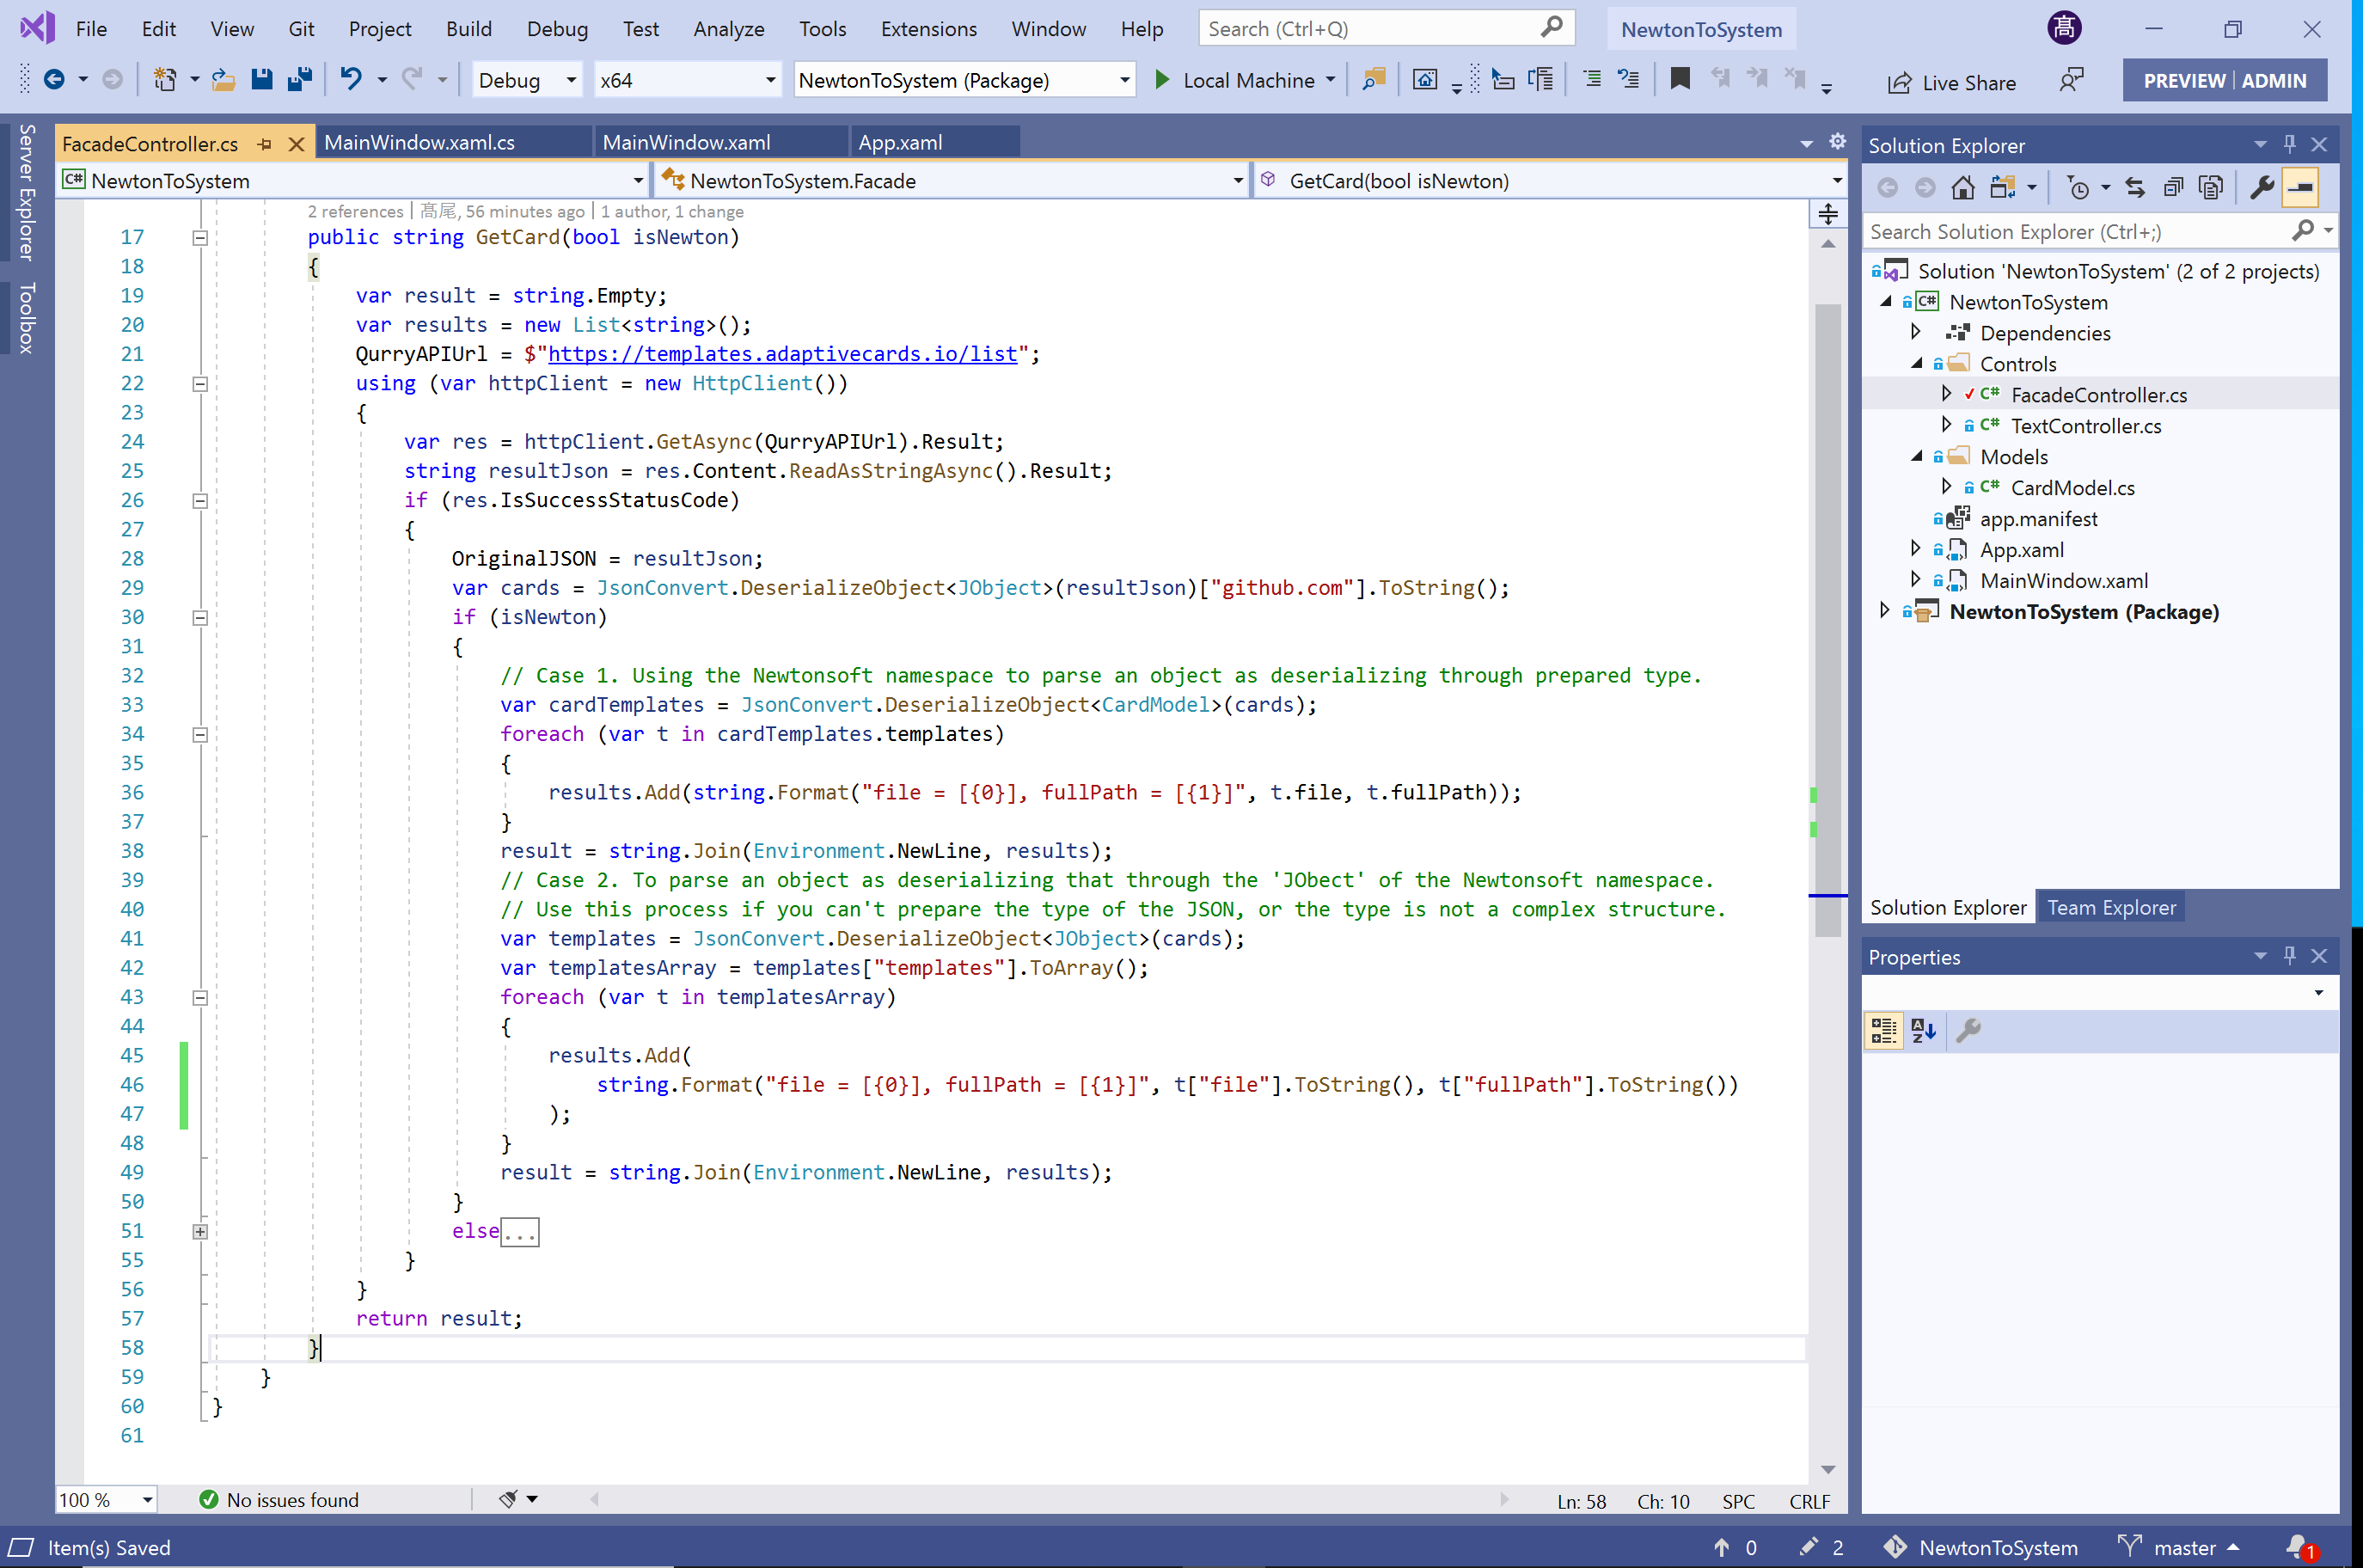 File Edit View Git Project Build Debug Test Analyze Tools Extensions Window Help Search (Ctrl+Q) NewtonToSystem 髙
Debug x64 NewtonToSystem (Package) Local Machine Live Share PREVIEW ADMIN
Server Explorer
Toolbox
FacadeController.cs MainWindow.xaml.cs MainWindow.xaml App.xaml
C# NewtonToSystem NewtonToSystem.Facade GetCard(bool isNewton)
2 references | 髙尾, 56 minutes ago | 1 author, 1 change
17 public string GetCard(bool isNewton)
18 {
19 var result = string.Empty;
20 var results = new List<string>();
21 QurryAPIUrl = $"https://templates.adaptivecards.io/list";
22 using (var httpClient = new HttpClient())
23 {
24 var res = httpClient.GetAsync(QurryAPIUrl).Result;
25 string resultJson = res.Content.ReadAsStringAsync().Result;
26 if (res.IsSuccessStatusCode)
27 {
28 OriginalJSON = resultJson;
29 var cards = JsonConvert.DeserializeObject<JObject>(resultJson)["github.com"].ToString();
30 if (isNewton)
31 {
32 // Case 1. Using the Newtonsoft namespace to parse an object as deserializing through prepared type.
33 var cardTemplates = JsonConvert.DeserializeObject<CardModel>(cards);
34 foreach (var t in cardTemplates.templates)
35 {
36 results.Add(string.Format("file = [{0}], fullPath = [{1}]", t.file, t.fullPath));
37 }
38 result = string.Join(Environment.NewLine, results);
39 // Case 2. To parse an object as deserializing that through the 'JObect' of the Newtonsoft namespace.
40 // Use this process if you can't prepare the type of the JSON, or the type is not a complex structure.
41 var templates = JsonConvert.DeserializeObject<JObject>(cards);
42 var templatesArray = templates["templates"].ToArray();
43 foreach (var t in templatesArray)
44 {
45 results.Add(
46 string.Format("file = [{0}], fullPath = [{1}]", t["file"].ToString(), t["fullPath"].ToString())
47 );
48 }
49 result = string.Join(Environment.NewLine, results);
50 }
51 else...
55 }
56 }
57 return result;
58 }
59 }
60 }
61
100 % No issues found Ln: 58 Ch: 10 SPC CRLF
Solution Explorer
Search Solution Explorer (Ctrl+;)
Solution 'NewtonToSystem' (2 of 2 projects)
C# NewtonToSystem
Dependencies
Controls
C# FacadeController.cs
C# TextController.cs
Models
C# CardModel.cs
app.manifest
App.xaml
MainWindow.xaml
NewtonToSystem (Package)
Solution Explorer Team Explorer
Properties
Item(s) Saved 0 2 NewtonToSystem master 1